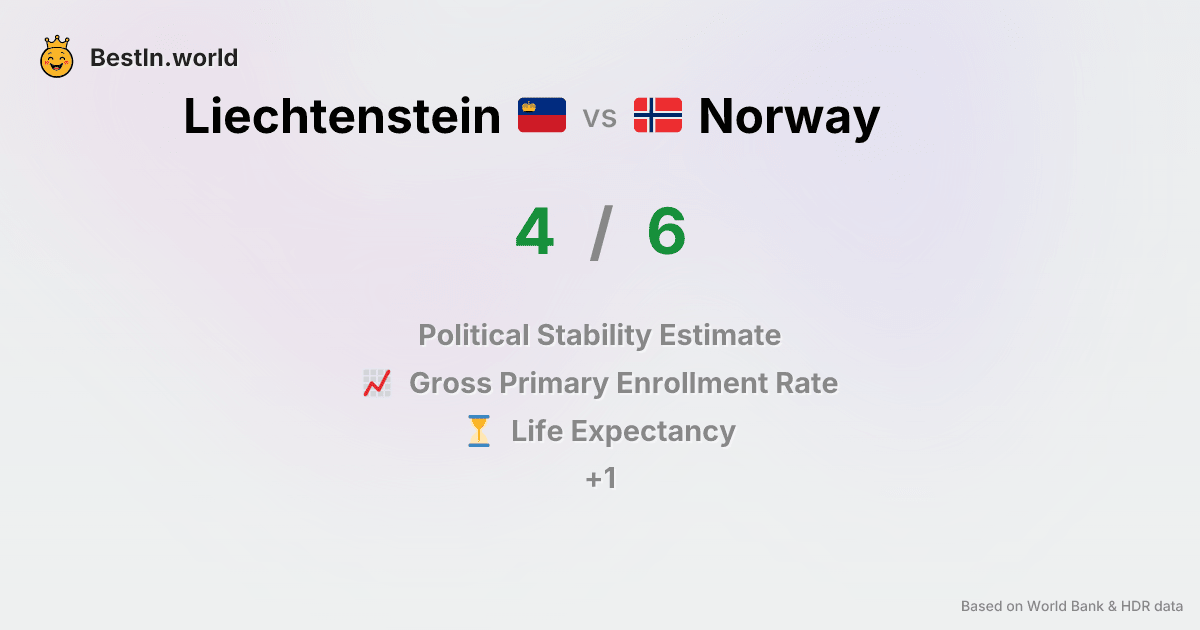 BestIn.world
Liechtenstein vs Norway
4 / 6
Political Stability Estimate
Gross Primary Enrollment Rate
Life Expectancy
+1
Based on World Bank & HDR data